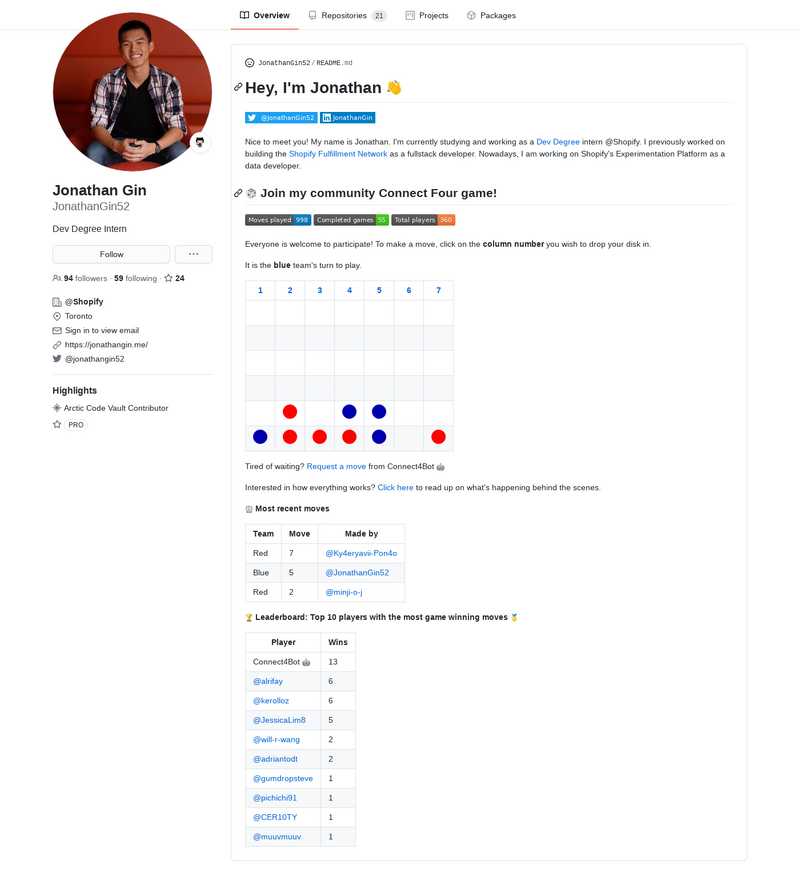 Overview
Repositories 21
Projects
Packages
Jonathan Gin
JonathanGin52
Dev Degree Intern
Follow
94 followers · 59 following · 24
@Shopify
Toronto
Sign in to view email
https://jonathangin.me/
@jonathangin52
Highlights
Arctic Code Vault Contributor
PRO
JonathanGin52/README.md
Hey, I'm Jonathan 👋
@JonathanGin52
JonathanGin
Nice to meet you! My name is Jonathan. I'm currently studying and working as a Dev Degree intern @Shopify. I previously worked on
building the Shopify Fulfillment Network as a fullstack developer. Nowadays, I am working on Shopify's Experimentation Platform as a
data developer.
🎲 Join my community Connect Four game!
Moves played 998 Completed games 55 Total players 360
Everyone is welcome to participate! To make a move, click on the column number you wish to drop your disk in.
It is the blue team's turn to play.
1 2 3 4 5 6 7
Tired of waiting? Request a move from Connect4Bot 🤖
Interested in how everything works? Click here to read up on what's happening behind the scenes.
Most recent moves
Team Move Made by
Red 7 @Ky4eryavii-Pon4o
Blue 5 @JonathanGin52
Red 2 @minji-o-j
🏆 Leaderboard: Top 10 players with the most game winning moves 🏅
Player Wins
Connect4Bot 🤖 13
@alrifay 6
@kerolloz 6
@JessicaLim8 5
@will-r-wang 2
@adriantodt 2
@gumdropsteve 1
@pichichi91 1
@CER10TY 1
@muuvmuuv 1